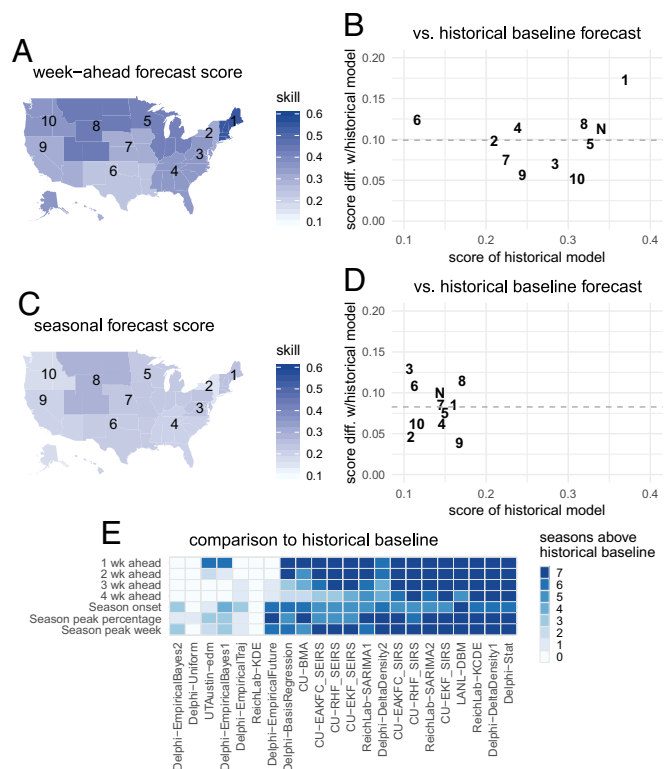 A
week-ahead forecast score
skill
0.6
0.5
0.4
0.3
0.2
0.1
1
2
3
4
5
6
7
8
9
10
B
vs. historical baseline forecast
score diff. w/historical model
0.20
0.15
0.10
0.05
0.00
1
6
4
8
N
2
5
7
3
9
10
0.1
0.2
0.3
0.4
score of historical model
C
seasonal forecast score
skill
0.6
0.5
0.4
0.3
0.2
0.1
1
2
3
4
5
6
7
8
9
10
D
vs. historical baseline forecast
score diff. w/historical model
0.20
0.15
0.10
0.05
0.00
3
6
8
N
7
1
5
10
4
2
9
0.1
0.2
0.3
0.4
score of historical model
E
comparison to historical baseline
seasons above
historical baseline
7
6
5
4
3
2
1
0
1 wk ahead
2 wk ahead
3 wk ahead
4 wk ahead
Season onset
Season peak percentage
Season peak week
Delphi-EmpiricalBayes2
Delphi-Uniform
UTAustin-edm
Delphi-EmpiricalBayes1
Delphi-EmpiricalTraj
ReichLab-KDE
Delphi-EmpiricalFuture
Delphi-BasisRegression
CU-BMA
CU-EAKFC_SEIRS
CU-RHF_SEIRS
CU-EKF_SEIRS
ReichLab-SARIMA1
Delphi-DeltaDensity2
CU-EAKFC_SIRS
CU-RHF_SIRS
ReichLab-SARIMA2
CU-EKF_SIRS
LANL-DBM
ReichLab-KCDE
Delphi-DeltaDensity1
Delphi-Stat